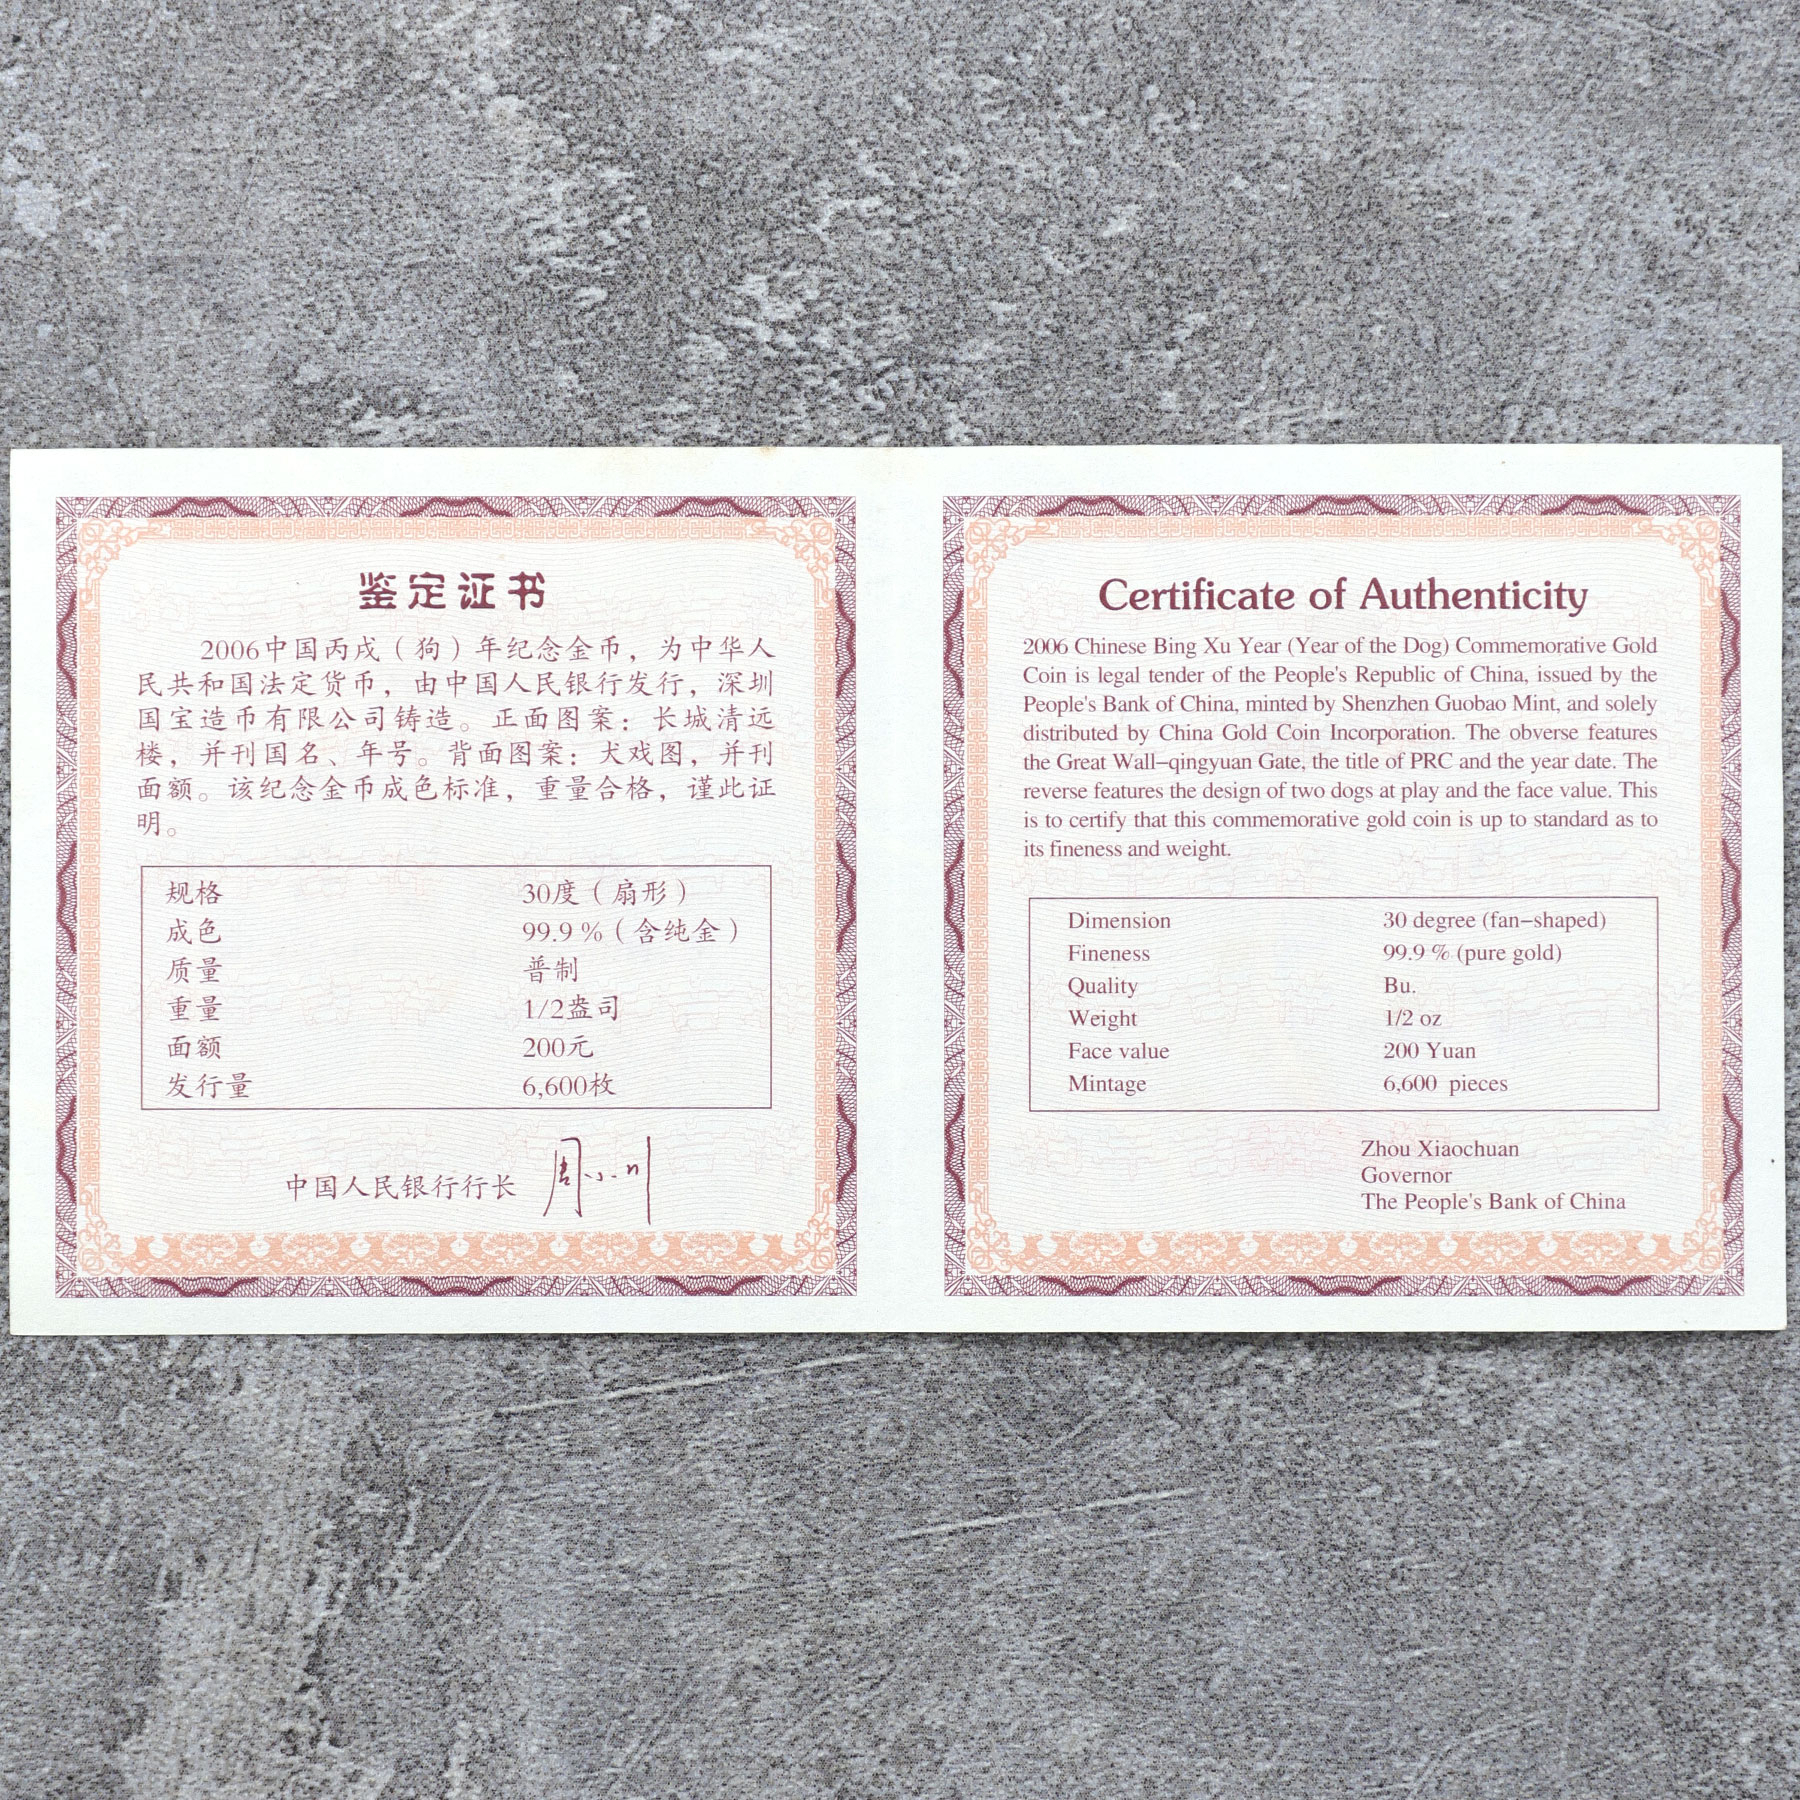 鉴定证书
2006中国丙戌（狗）年纪念金币，为中华人
民共和国法定货币，由中国人民银行发行，深圳
国宝造币有限公司铸造。正面图案：长城清远
楼，并刊国名、年号。背面图案：犬戏图，并刊
面额。该纪念金币成色标准，重量合格，谨此证
明。
规格 30度（扇形）
成色 99.9 %（含纯金）
质量 普制
重量 1/2盎司
面额 200元
发行量 6,600枚
中国人民银行行长 周小川
Certificate of Authenticity
2006 Chinese Bing Xu Year (Year of the Dog) Commemorative Gold
Coin is legal tender of the People's Republic of China, issued by the
People's Bank of China, minted by Shenzhen Guobao Mint, and solely
distributed by China Gold Coin Incorporation. The obverse features
the Great Wall–qingyuan Gate, the title of PRC and the year date. The
reverse features the design of two dogs at play and the face value. This
is to certify that this commemorative gold coin is up to standard as to
its fineness and weight.
Dimension 30 degree (fan–shaped)
Fineness 99.9 % (pure gold)
Quality Bu.
Weight 1/2 oz
Face value 200 Yuan
Mintage 6,600 pieces
Zhou Xiaochuan
Governor
The People's Bank of China